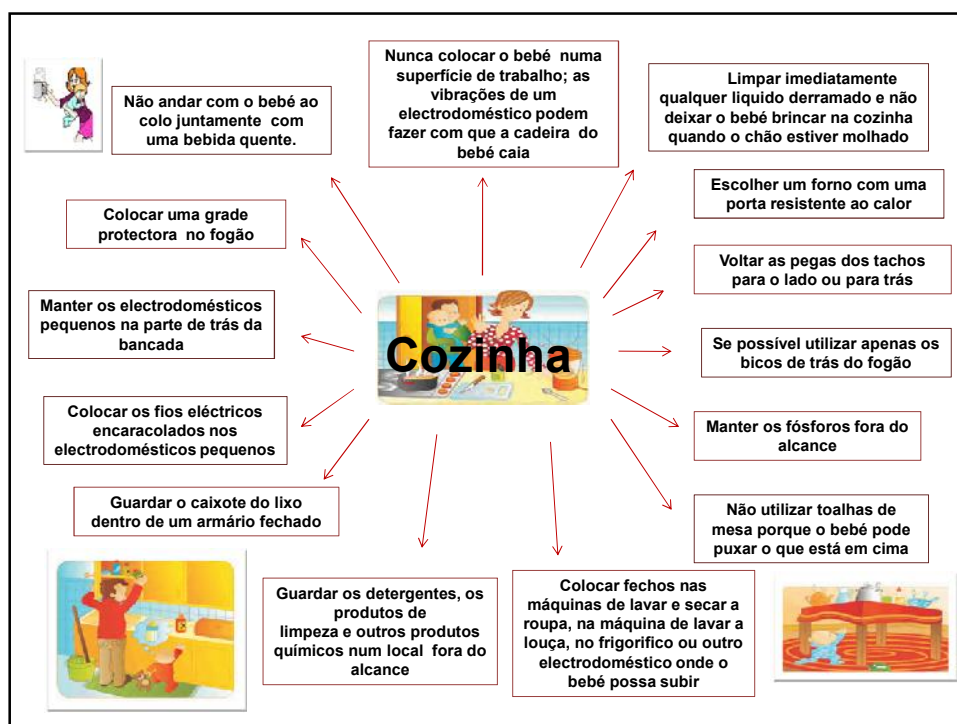 Nunca colocar o bebé numa
superfície de trabalho; as
vibrações de um
electrodoméstico podem
fazer com que a cadeira do
bebé caia
Não andar com o bebé ao
colo juntamente com
uma bebida quente.
Limpar imediatamente
qualquer liquido derramado e não
deixar o bebé brincar na cozinha
quando o chão estiver molhado
Escolher um forno com uma
porta resistente ao calor
Colocar uma grade
protectora no fogão
Voltar as pegas dos tachos
para o lado ou para trás
Manter os electrodomésticos
pequenos na parte de trás da
bancada
Cozinha
Se possível utilizar apenas os
bicos de trás do fogão
Colocar os fios eléctricos
encaracolados nos
electrodomésticos pequenos
Manter os fósforos fora do
alcance
Guardar o caixote do lixo
dentro de um armário fechado
Não utilizar toalhas de
mesa porque o bebé pode
puxar o que está em cima
Guardar os detergentes, os
produtos de
limpeza e outros produtos
químicos num local fora do
alcance
Colocar fechos nas
máquinas de lavar e secar a
roupa, na máquina de lavar a
louça, no frigorifico ou outro
electrodoméstico onde o
bebé possa subir